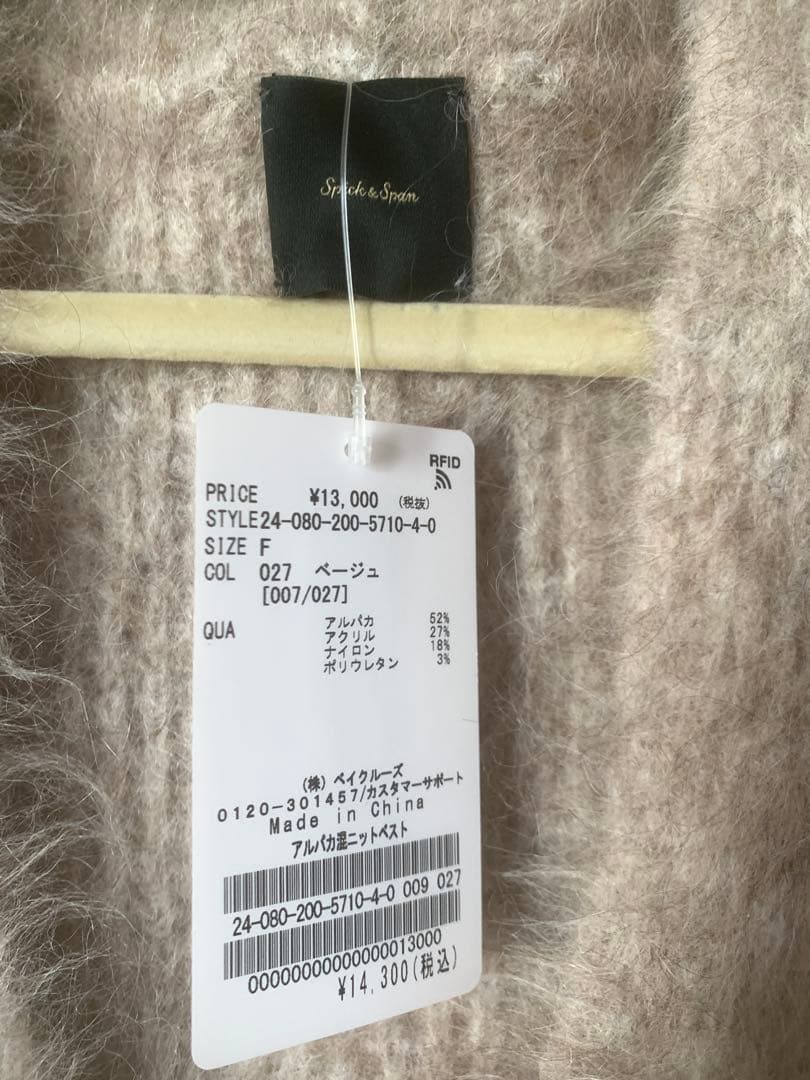 Spick & Span
RFID
PRICE ¥13,000 (税抜)
STYLE 24-080-200-5710-4-0
SIZE F
COL 027 ベージュ
[007/027]
QUA アルパカ 52%
アクリル 27%
ナイロン 18%
ポリウレタン 3%
(株) ベイクルーズ
0120-301457/カスタマーサポート
Made in China
アルパカ混ニットベスト
24-080-200-5710-4-0 009 027
00000000000000013000
¥14,300(税込)